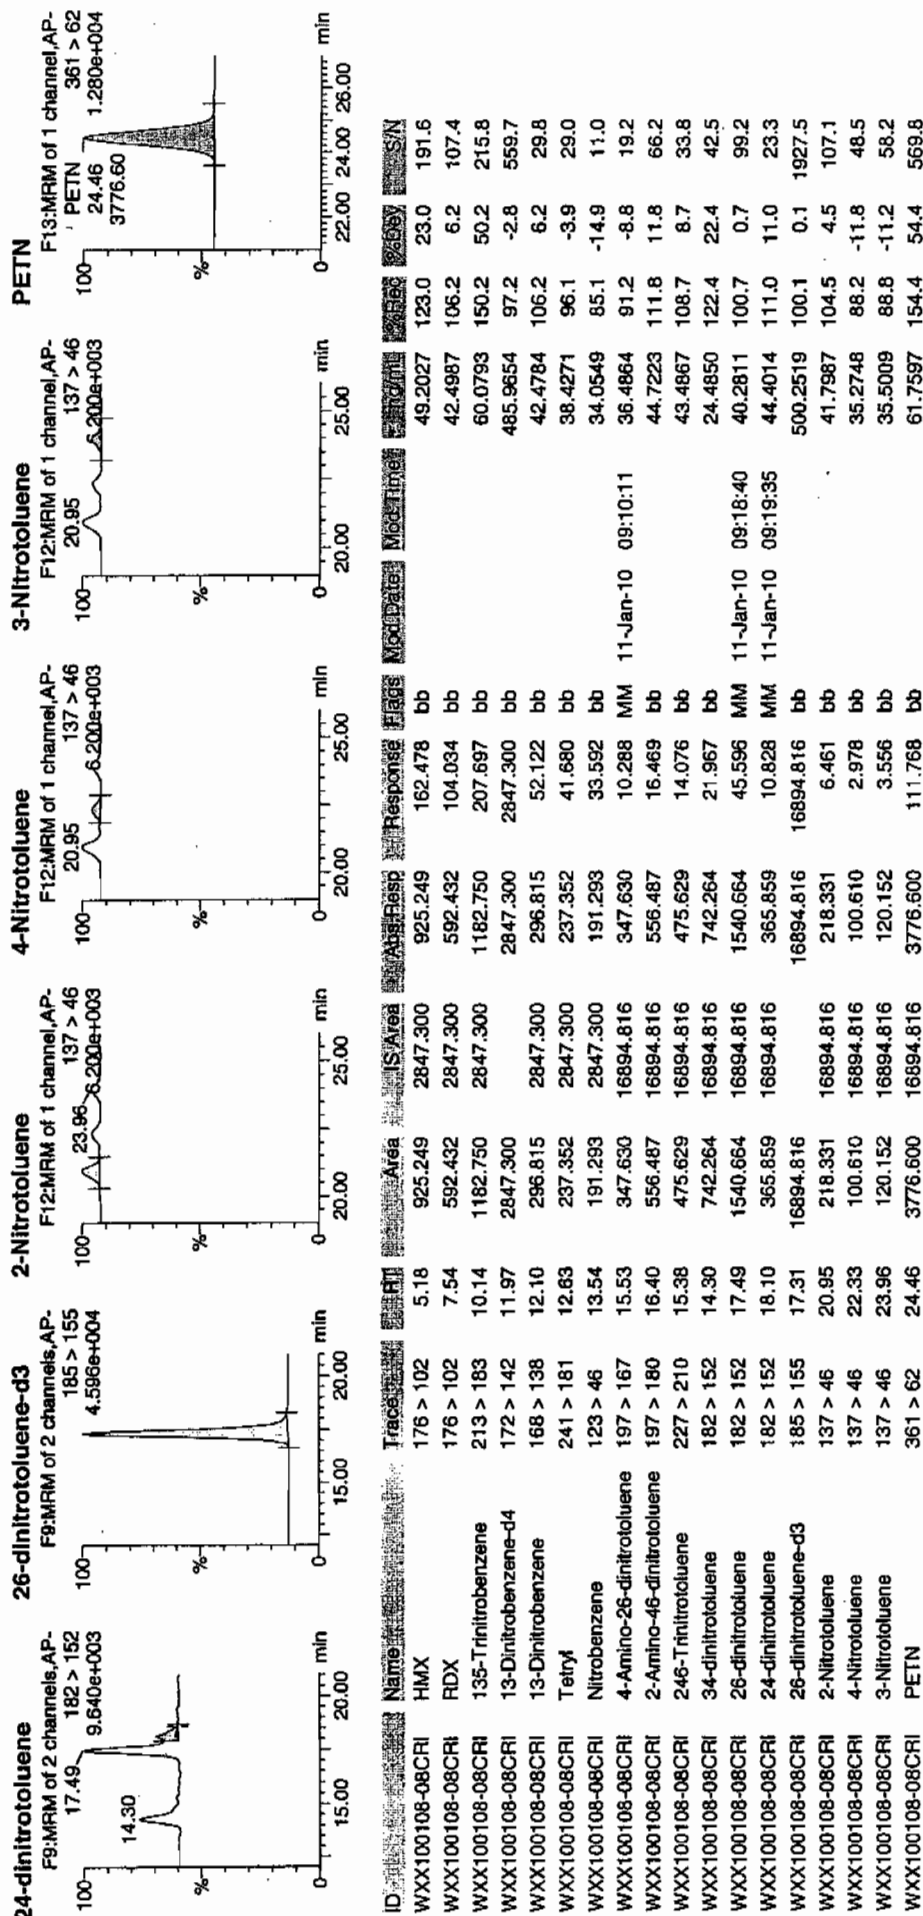 24-dinitrotoluene
F9:MRM of 2 channels,AP-
182 > 152
9.640e+003
17.49
14.30
100
%
0
15.00 20.00 min
26-dinitrotoluene-d3
F9:MRM of 2 channels,AP-
185 > 155
4.596e+004
100
%
0
15.00 20.00 min
2-Nitrotoluene
F12:MRM of 1 channel,AP-
137 > 46
6.200e+003
23.96
100
%
0
20.00 25.00 min
4-Nitrotoluene
F12:MRM of 1 channel,AP-
137 > 46
6.200e+003
20.95
100
%
0
20.00 25.00 min
3-Nitrotoluene
F12:MRM of 1 channel,AP-
137 > 46
6.200e+003
20.95
100
%
0
20.00 25.00 min
PETN
F13:MRM of 1 channel,AP-
361 > 62
1.280e+004
PETN
24.46
3776.60
100
%
0
22.00 24.00 26.00 min
ID Name Trace RT Area IS Area Abs.Resp Response Flags Mod.Date Mod.Time ng/ml %Rec %Dev S/N
WXX100108-08CRI HMX 176 > 102 5.18 925.249 2847.300 925.249 162.478 bb 49.2027 123.0 23.0 191.6
WXX100108-08CRI RDX 176 > 102 7.54 592.432 2847.300 592.432 104.034 bb 42.4987 106.2 6.2 107.4
WXX100108-08CRI 135-Trinitrobenzene 213 > 183 10.14 1182.750 2847.300 1182.750 207.697 bb 60.0793 150.2 50.2 215.8
WXX100108-08CRI 13-Dinitrobenzene-d4 172 > 142 11.97 2847.300 2847.300 2847.300 bb 485.9654 97.2 -2.8 559.7
WXX100108-08CRI 13-Dinitrobenzene 168 > 138 12.10 296.815 2847.300 296.815 52.122 bb 42.4784 106.2 6.2 29.8
WXX100108-08CRI Tetryl 241 > 181 12.63 237.352 2847.300 237.352 41.680 bb 38.4271 96.1 -3.9 29.0
WXX100108-08CRI Nitrobenzene 123 > 46 13.54 191.293 2847.300 191.293 33.592 bb 34.0549 85.1 -14.9 11.0
WXX100108-08CRI 4-Amino-26-dinitrotoluene 197 > 167 15.53 347.630 16894.816 347.630 10.288 MM 11-Jan-10 09:10:11 36.4864 91.2 -8.8 19.2
WXX100108-08CRI 2-Amino-46-dinitrotoluene 197 > 180 16.40 556.487 16894.816 556.487 16.469 bb 44.7223 111.8 11.8 66.2
WXX100108-08CRI 246-Trinitrotoluene 227 > 210 15.38 475.629 16894.816 475.629 14.076 bb 43.4867 108.7 8.7 33.8
WXX100108-08CRI 34-dinitrotoluene 182 > 152 14.30 742.264 16894.816 742.264 21.967 bb 24.4850 122.4 22.4 42.5
WXX100108-08CRI 26-dinitrotoluene 182 > 152 17.49 1540.664 16894.816 1540.664 45.596 MM 11-Jan-10 09:18:40 40.2811 100.7 0.7 99.2
WXX100108-08CRI 24-dinitrotoluene 182 > 152 18.10 365.859 16894.816 365.859 10.828 MM 11-Jan-10 09:19:35 44.4014 111.0 11.0 23.3
WXX100108-08CRI 26-dinitrotoluene-d3 185 > 155 17.31 16894.816 16894.816 16894.816 bb 500.2519 100.1 0.1 1927.5
WXX100108-08CRI 2-Nitrotoluene 137 > 46 20.95 218.331 16894.816 218.331 6.461 bb 41.7987 104.5 4.5 107.1
WXX100108-08CRI 4-Nitrotoluene 137 > 46 22.33 100.610 16894.816 100.610 2.978 bb 35.2748 88.2 -11.8 48.5
WXX100108-08CRI 3-Nitrotoluene 137 > 46 23.96 120.152 16894.816 120.152 3.556 bb 35.5009 88.8 -11.2 58.2
WXX100108-08CRI PETN 361 > 62 24.46 3776.600 16894.816 3776.600 111.768 bb 61.7597 154.4 54.4 569.8